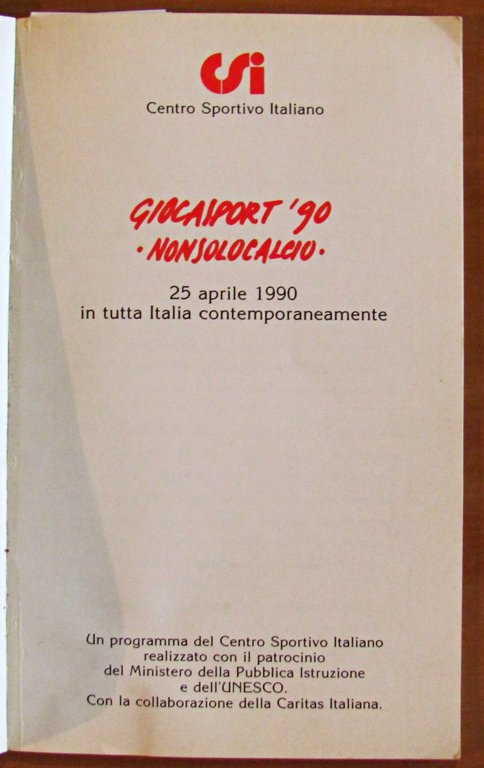 CSi
Centro Sportivo Italiano
GIOCASPORT '90
• NONSOLOCALCIO •
25 aprile 1990
in tutta Italia contemporaneamente
Un programma del Centro Sportivo Italiano
realizzato con il patrocinio
del Ministero della Pubblica Istruzione
e dell'UNESCO.
Con la collaborazione della Caritas Italiana.